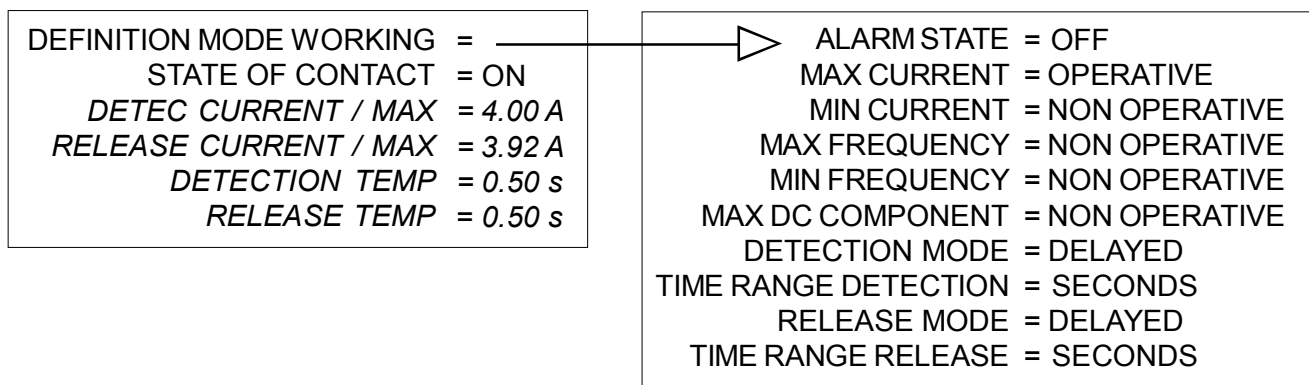 DEFINITION MODE WORKING =
STATE OF CONTACT = ON
DETEC CURRENT / MAX = 4.00 A
RELEASE CURRENT / MAX = 3.92 A
DETECTION TEMP = 0.50 s
RELEASE TEMP = 0.50 s
ALARM STATE = OFF
MAX CURRENT = OPERATIVE
MIN CURRENT = NON OPERATIVE
MAX FREQUENCY = NON OPERATIVE
MIN FREQUENCY = NON OPERATIVE
MAX DC COMPONENT = NON OPERATIVE
DETECTION MODE = DELAYED
TIME RANGE DETECTION = SECONDS
RELEASE MODE = DELAYED
TIME RANGE RELEASE = SECONDS